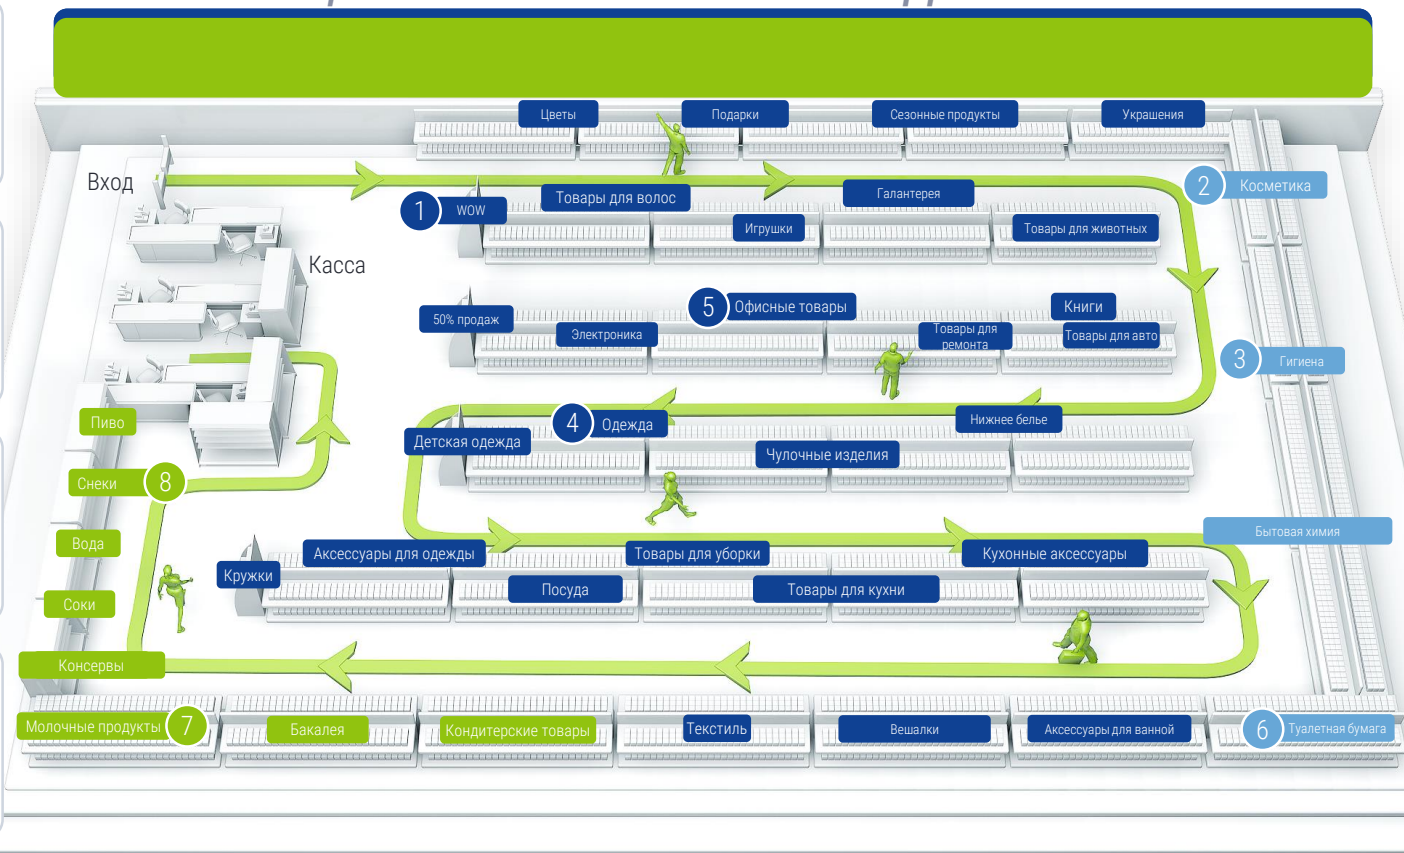 Цветы
Подарки
Сезонные продукты
Украшения
Вход
1
WOW
Товары для волос
Галантерея
2
Косметика
Игрушки
Товары для животных
Касса
50% продаж
5
Офисные товары
Книги
Электроника
Товары для
ремонта
Товары для авто
3
Гигиена
Пиво
4
Одежда
Нижнее белье
Детская одежда
Чулочные изделия
Снеки
8
Вода
Аксессуары для одежды
Товары для уборки
Кухонные аксессуары
Бытовая химия
Кружки
Посуда
Товары для кухни
Соки
Консервы
Молочные продукты
7
Бакалея
Кондитерские товары
Текстиль
Вешалки
Аксессуары для ванной
6
Туалетная бумага